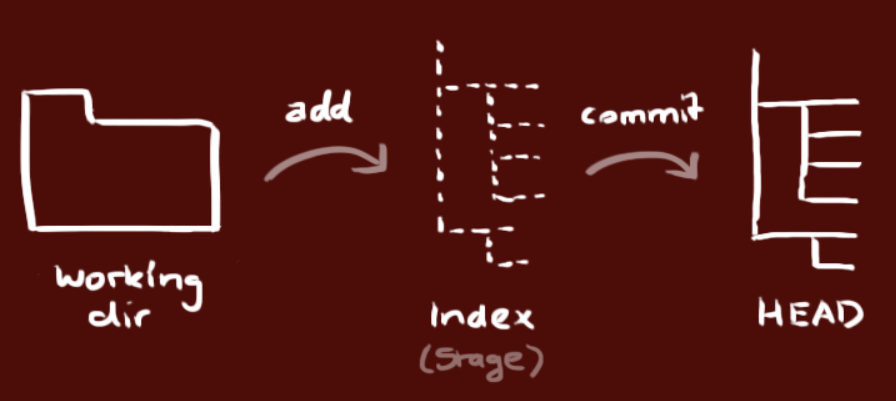 add
commit
working
dir
Index
(Stage)
HEAD